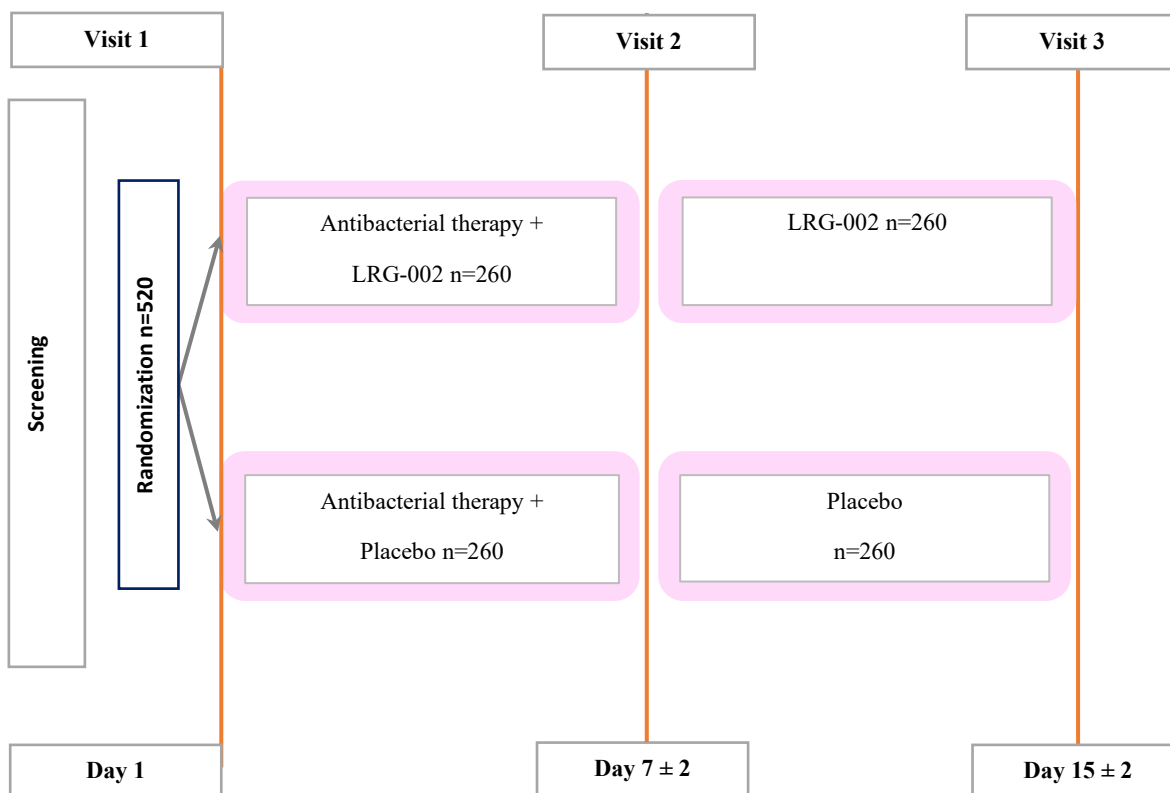 Visit 1
Visit 2
Visit 3
Screening
Randomization n=520
Antibacterial therapy +
LRG-002 n=260
LRG-002 n=260
Antibacterial therapy +
Placebo n=260
Placebo
n=260
Day 1
Day 7 ± 2
Day 15 ± 2